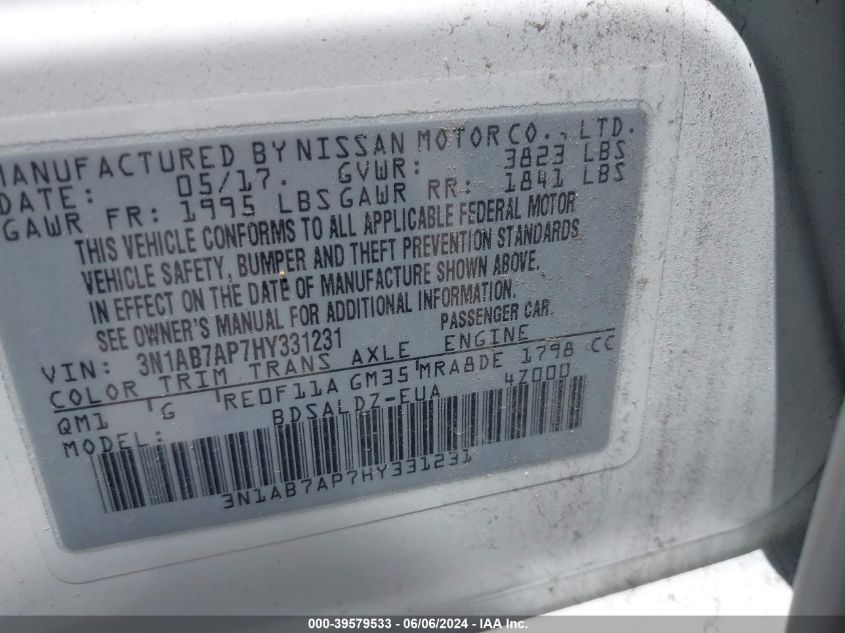 MANUFACTURED BY NISSAN MOTOR CO., LTD.
DATE: 05/17. GVWR: 3823 LBS
GAWR FR: 1995 LBS GAWR RR: 1841 LBS
THIS VEHICLE CONFORMS TO ALL APPLICABLE FEDERAL MOTOR
VEHICLE SAFETY, BUMPER AND THEFT PREVENTION STANDARDS
IN EFFECT ON THE DATE OF MANUFACTURE SHOWN ABOVE.
SEE OWNER'S MANUAL FOR ADDITIONAL INFORMATION.
VIN: 3N1AB7AP7HY331231 PASSENGER CAR.
COLOR TRIM TRANS AXLE ENGINE
QM1 G RE0F11A GM35 MRA8DE 1798 CC
MODEL: BDSALDZ-EUA 4Z000
3N1AB7AP7HY331231
000-39579533 - 06/06/2024 - IAA Inc.